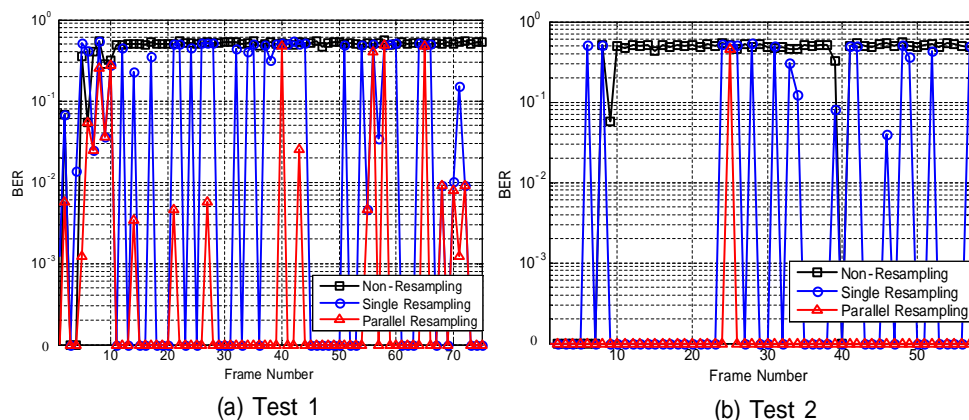 10^0
10^-1
10^-2
10^-3
0
BER
10 20 30 40 50 60 70
Frame Number
Non-Resampling
Single Resampling
Parallel Resampling
(a) Test 1
10^0
10^-1
10^-2
10^-3
0
BER
10 20 30 40 50
Frame Number
Non-Resampling
Single Resampling
Parallel Resampling
(b) Test 2